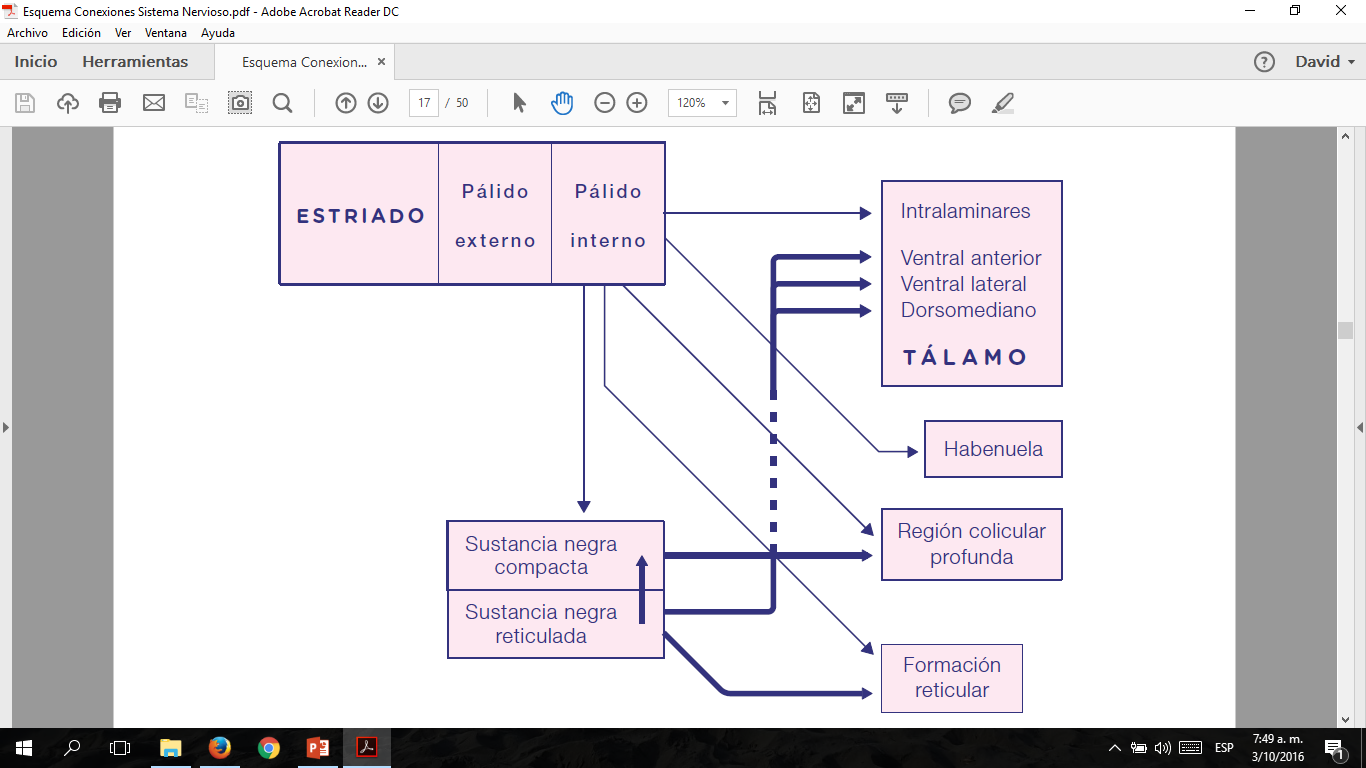 Esquema Conexiones Sistema Nervioso.pdf - Adobe Acrobat Reader DC
Archivo Edición Ver Ventana Ayuda
Inicio Herramientas Esquema Conexion... × David
17 / 50 120%
ESTRIADO
Pálido
externo
Pálido
interno
Intralaminares
Ventral anterior
Ventral lateral
Dorsomediano
TÁLAMO
Habenuela
Región colicular
profunda
Sustancia negra
compacta
Sustancia negra
reticulada
Formación
reticular
ESP
7:49 a. m.
3/10/2016
1